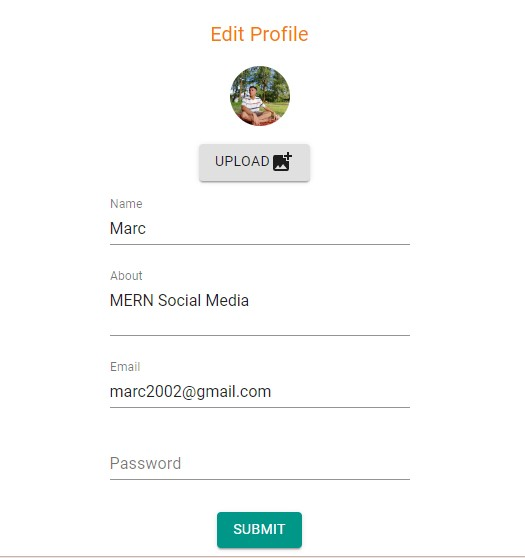 Edit Profile
UPLOAD
Name
Marc
About
MERN Social Media
Email
marc2002@gmail.com
Password
SUBMIT